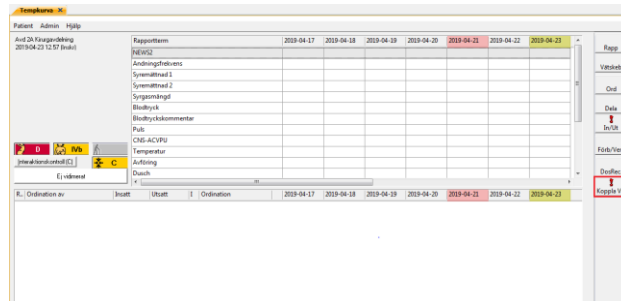 Tempkurva
Patient Admin Hjälp
Avd 2A Kirurgavdelning
2019-04-23 12.57 (Inskr)
Rapportterm 2019-04-17 2019-04-18 2019-04-19 2019-04-20 2019-04-21 2019-04-22 2019-04-23
NEWS2
Andningsfrekvens
Syremättnad 1
Syremättnad 2
Syrgasmängd
Blodtryck
Blodtryckskommentar
Puls
CNS-ACVPU
Temperatur
Avföring
Dusch
D IVb
Interaktionskontroll (C) C
Ej vidimerat
R.. Ordination av Insatt Utsatt I Ordination 2019-04-17 2019-04-18 2019-04-19 2019-04-20 2019-04-21 2019-04-22 2019-04-23
Rapp
Vätskeb
Ord
Dela
In/Ut
Förb/Ver
DosRec
Kopple V